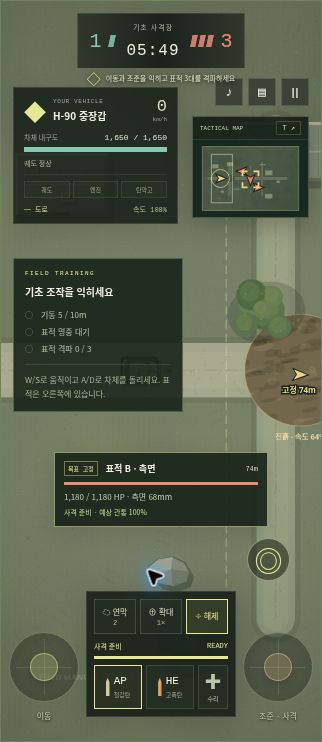 기초 사격장
1 05:49 3
이동과 조준을 익히고 표적 3대를 격파하세요
YOUR VEHICLE
H-90 중장갑
0
km/h
차체 내구도 1,650 / 1,650
궤도 정상
궤도 엔진 탄약고
— 도로 속도 108%
TACTICAL MAP T ↗
FIELD TRAINING
기초 조작을 익히세요
기동 5 / 10m
표적 명중 대기
표적 격파 0 / 3
W/S로 움직이고 A/D로 차체를 돌리세요. 표
적은 오른쪽에 있습니다.
고정 74m
진흙 · 속도 64%
목표 고정 표적 B · 측면 74m
1,180 / 1,180 HP · 측면 68mm
사격 준비 · 예상 관통 100%
연막
2
확대
1×
해제
사격 준비 READY
AP
철갑탄
HE
고폭탄
수리
이동
조준 · 사격